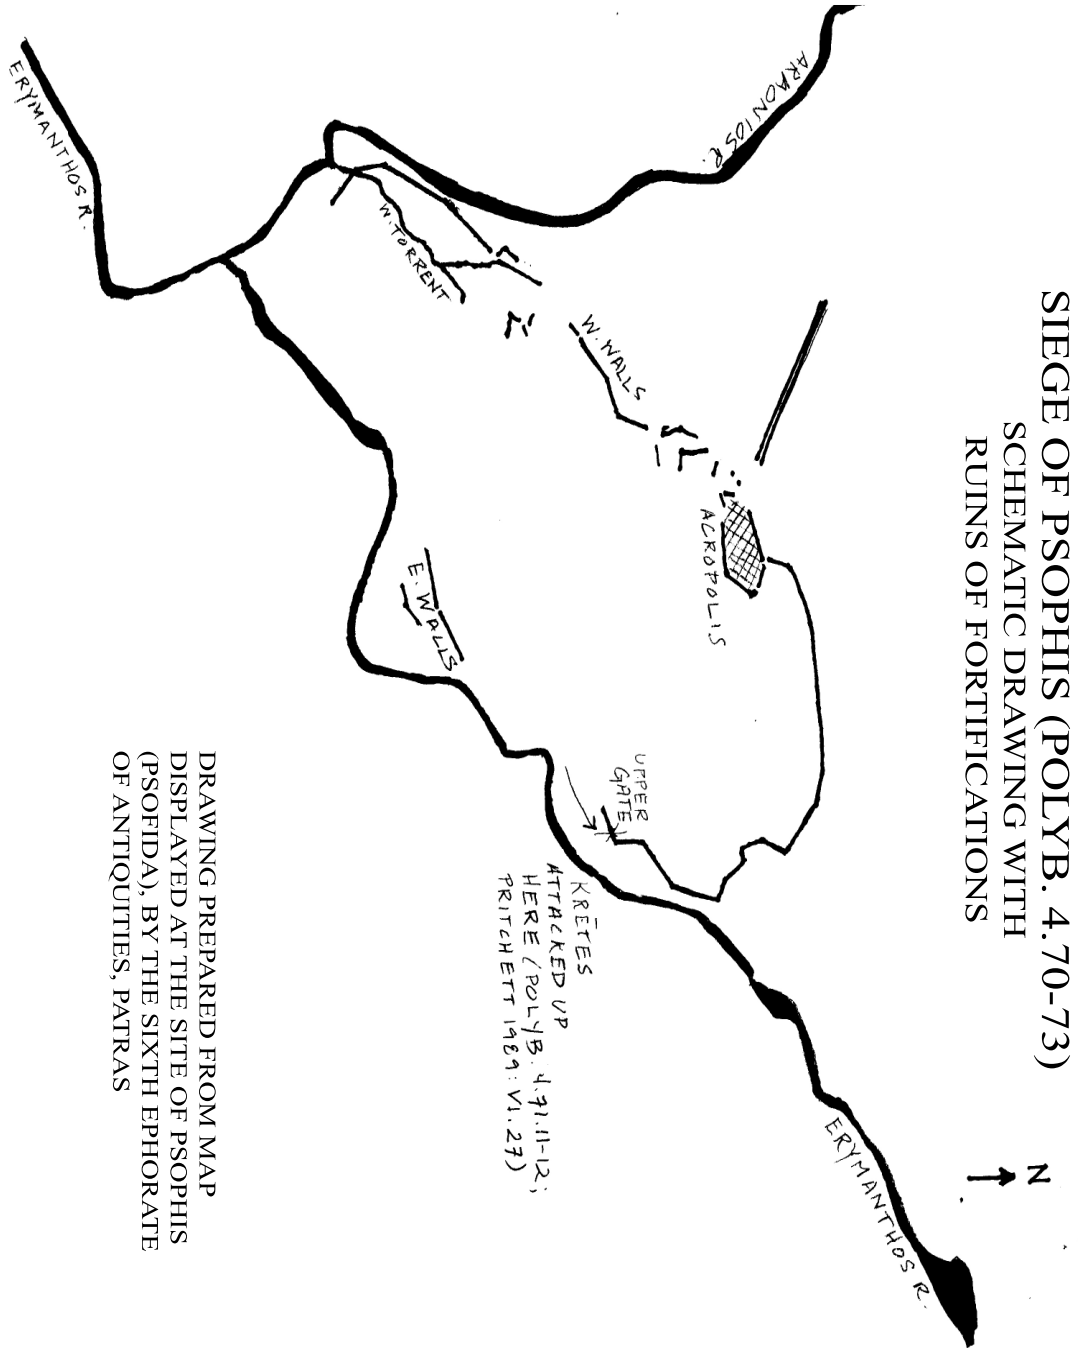 SIEGE OF PSOPHIS (POLYB. 4.70-73)
SCHEMATIC DRAWING WITH
RUINS OF FORTIFICATIONS
N
ARAONIOS R.
W. TORRENT
W. WALLS
ACROPOLIS
UPPER
GATE
E. WALLS
ERYMANTHOS R.
ERYMANTHOS R.
KRĒTES
ATTACKED UP
HERE (POLYB. 4.71.11-12;
PRITCHETT 1989: VI. 27)
DRAWING PREPARED FROM MAP
DISPLAYED AT THE SITE OF PSOPHIS
(PSOFIDA), BY THE SIXTH EPHORATE
OF ANTIQUITIES, PATRAS